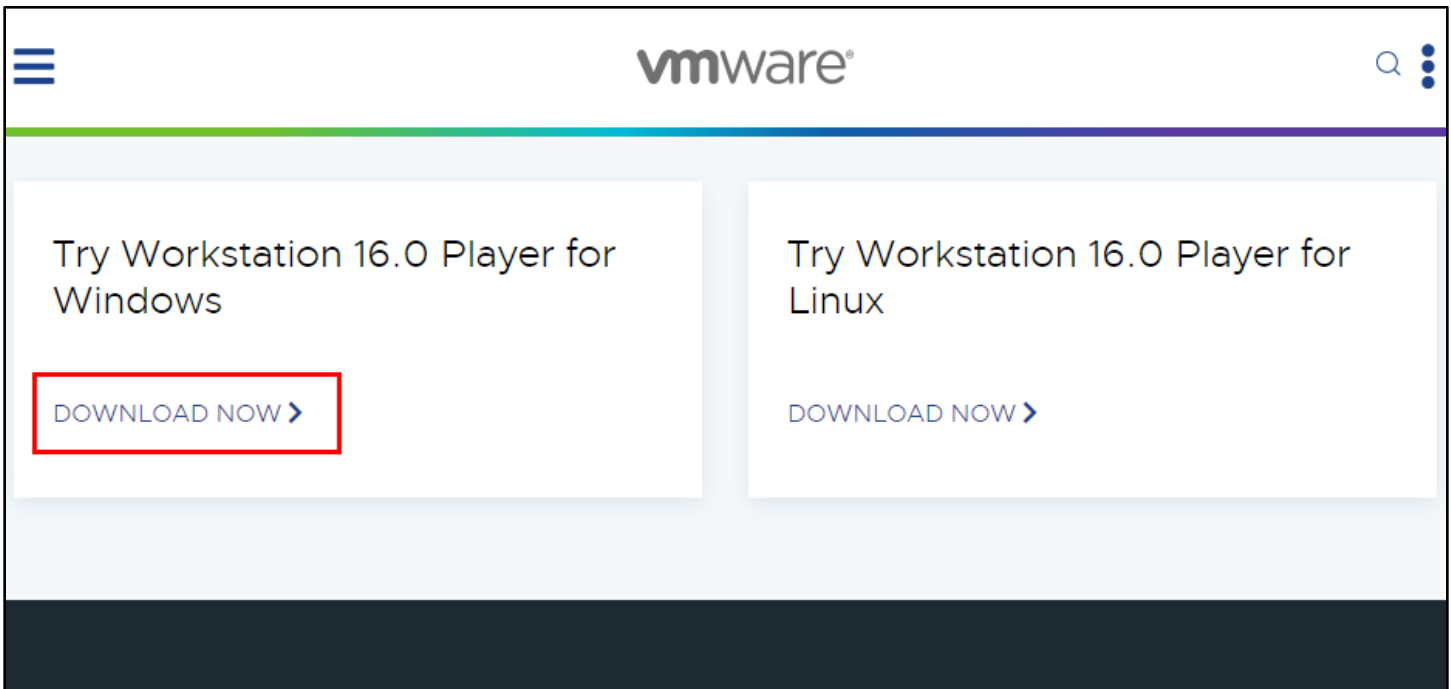 vmware®
Try Workstation 16.0 Player for
Windows
DOWNLOAD NOW
Try Workstation 16.0 Player for
Linux
DOWNLOAD NOW